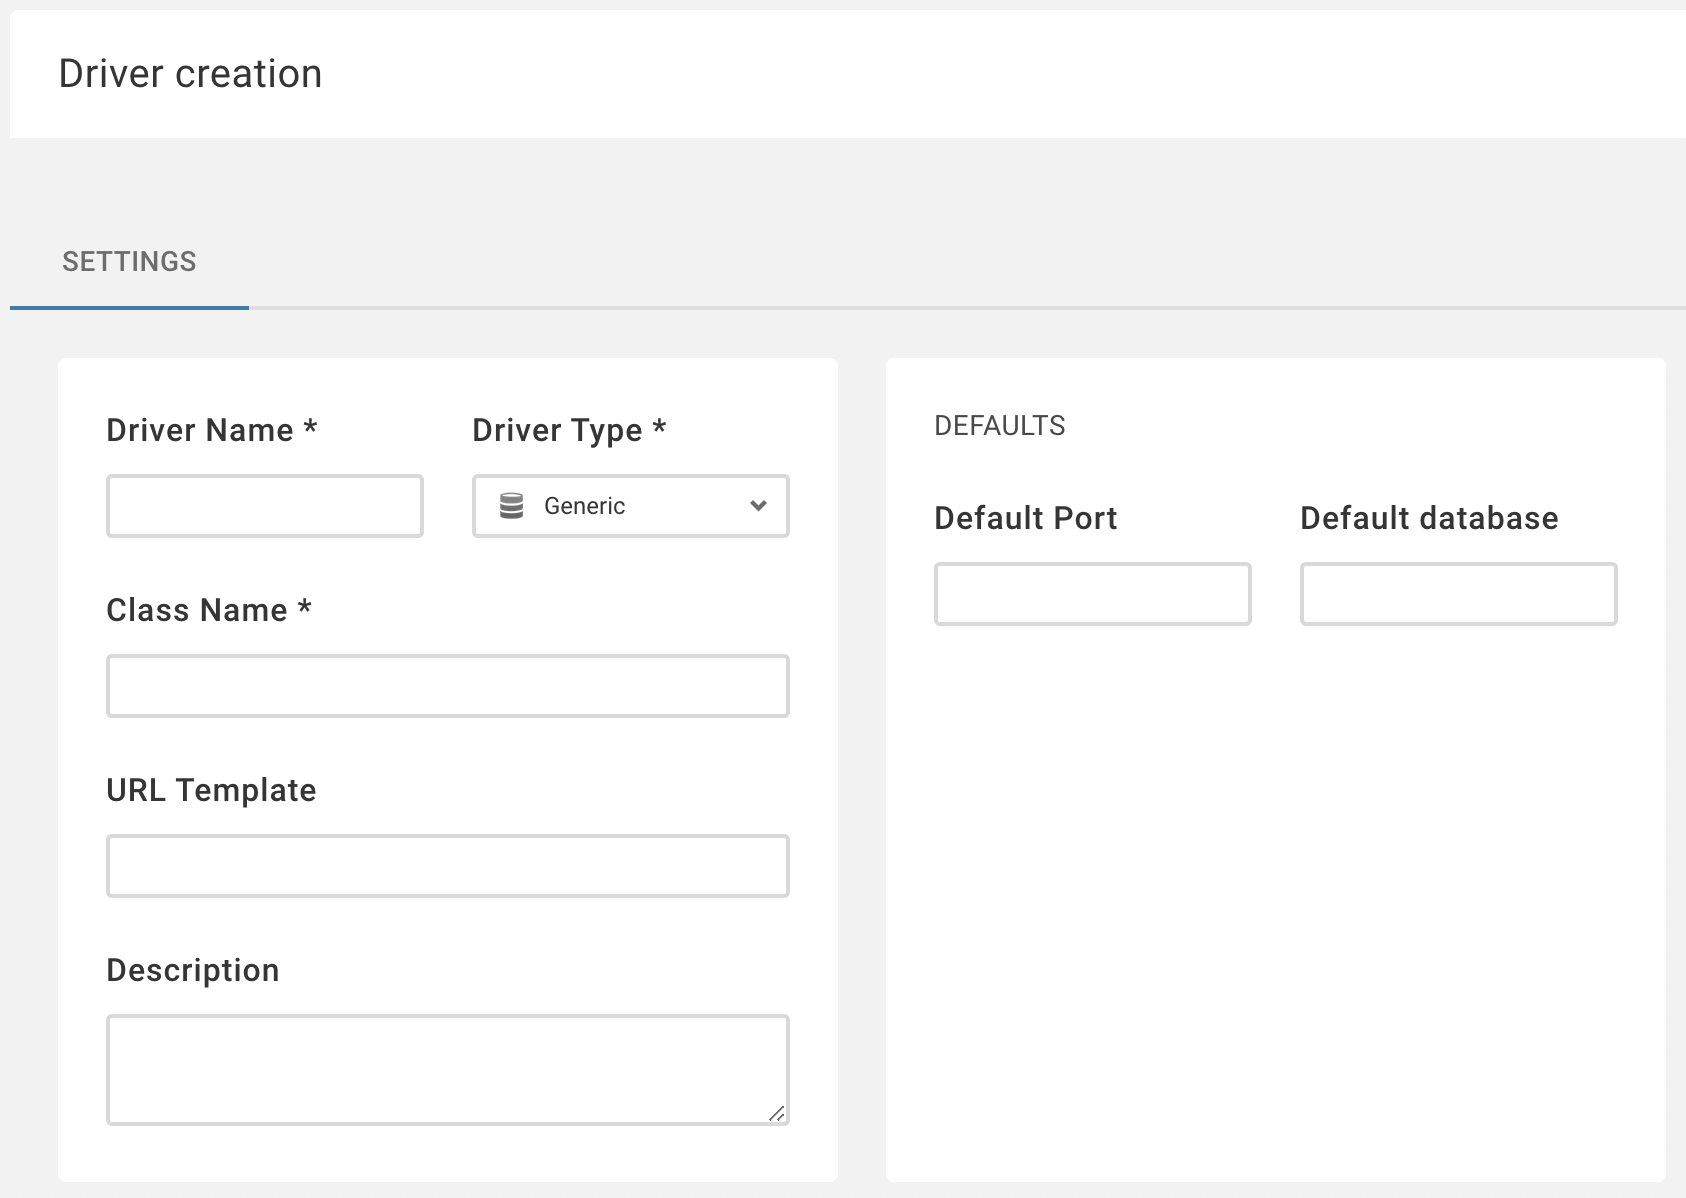 Driver creation
SETTINGS
Driver Name *
Driver Type *
Generic
Class Name *
URL Template
Description
DEFAULTS
Default Port
Default database